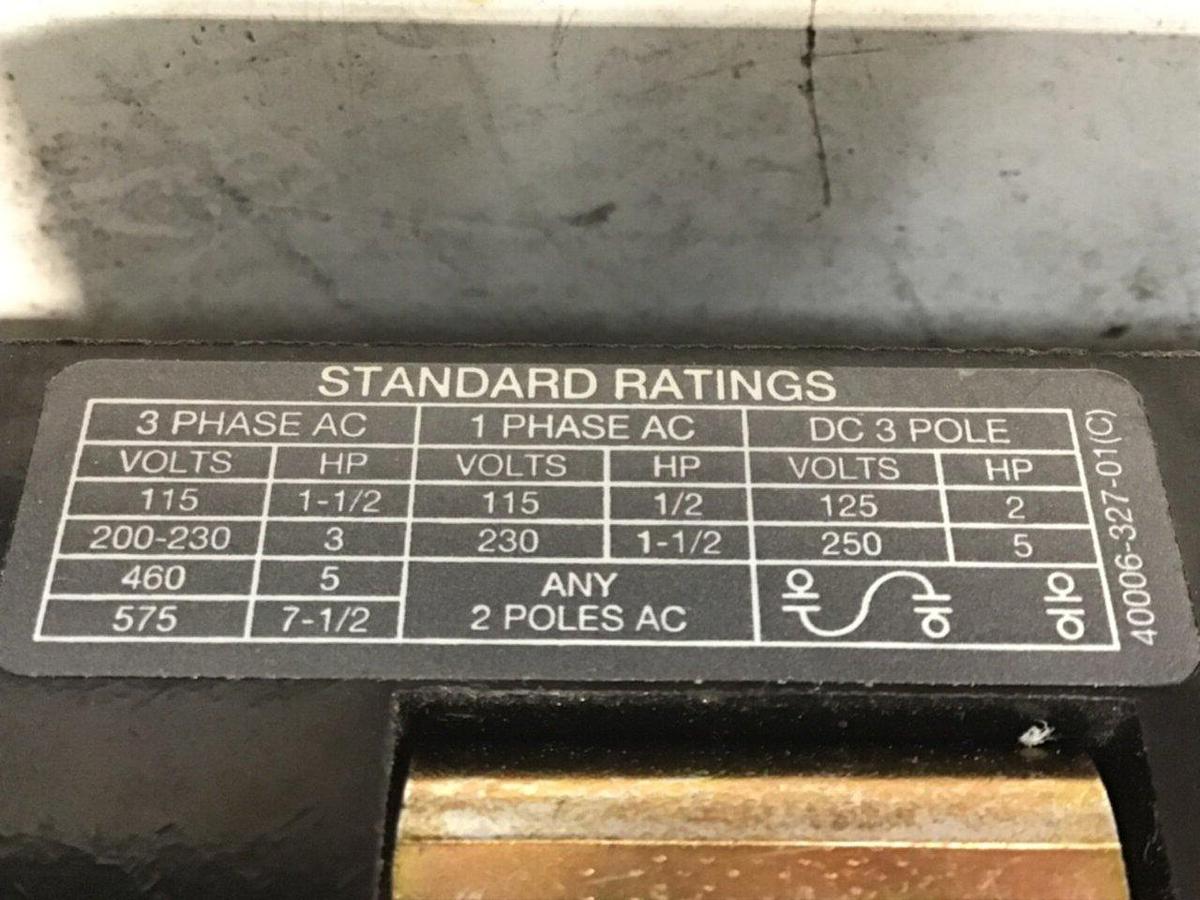 STANDARD RATINGS
3 PHASE AC 1 PHASE AC DC 3 POLE
VOLTS HP VOLTS HP VOLTS HP
115 1-1/2 115 1/2 125 2
200-230 3 230 1-1/2 250 5
460 5 ANY
575 7-1/2 2 POLES AC
40006-327-01(C)